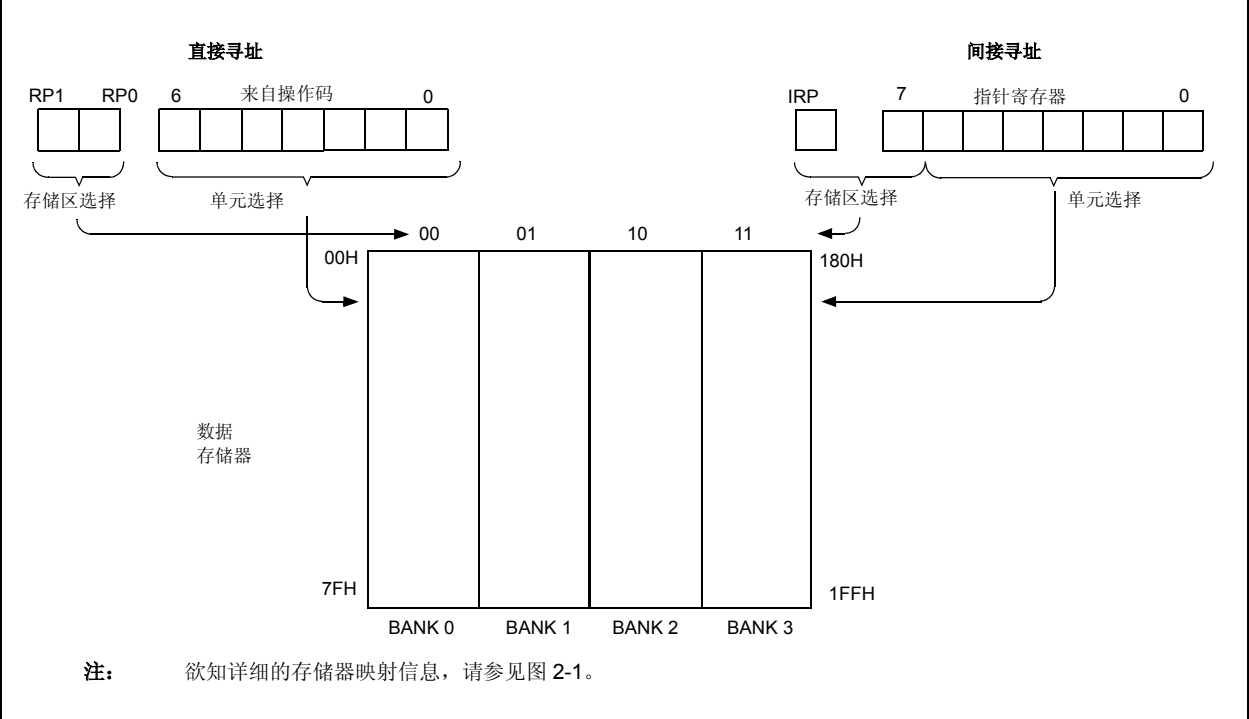 直接寻址
间接寻址
RP1 RP0 6 来自操作码 0
IRP 7 指针寄存器 0
存储区选择 单元选择
存储区选择 单元选择
00 01 10 11
00H
180H
数据
存储器
7FH
1FFH
BANK 0 BANK 1 BANK 2 BANK 3
注： 欲知详细的存储器映射信息，请参见图 2-1。